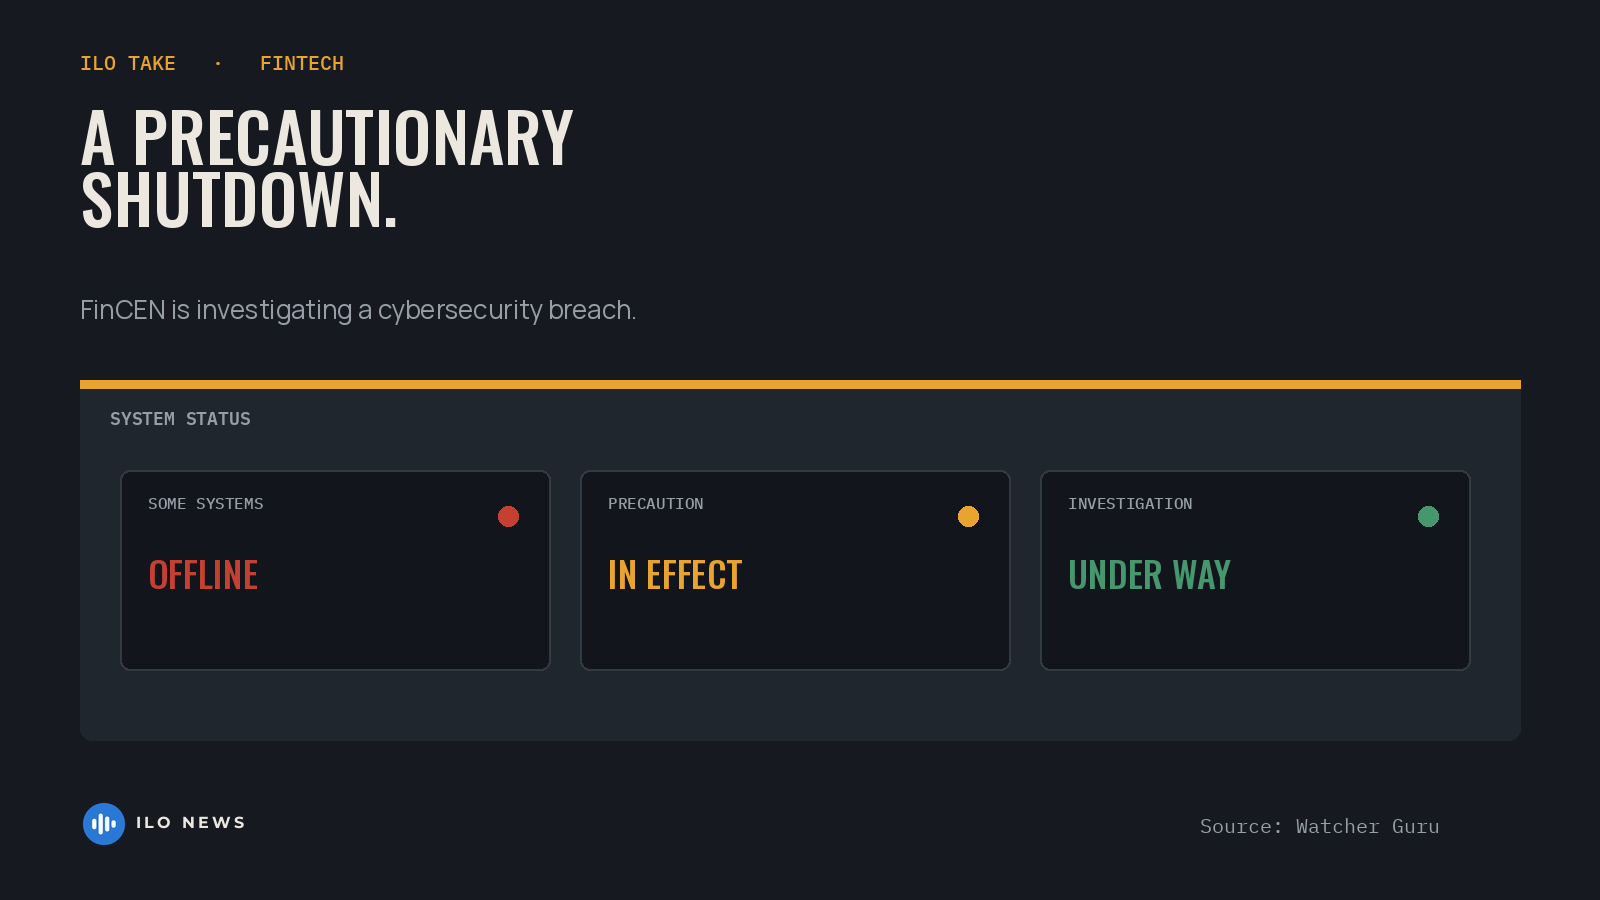 ILO TAKE · FINTECH
A PRECAUTIONARY
SHUTDOWN.
FinCEN is investigating a cybersecurity breach.
SYSTEM STATUS
SOME SYSTEMS
OFFLINE
PRECAUTION
IN EFFECT
INVESTIGATION
UNDER WAY
ILO NEWS
Source: Watcher Guru